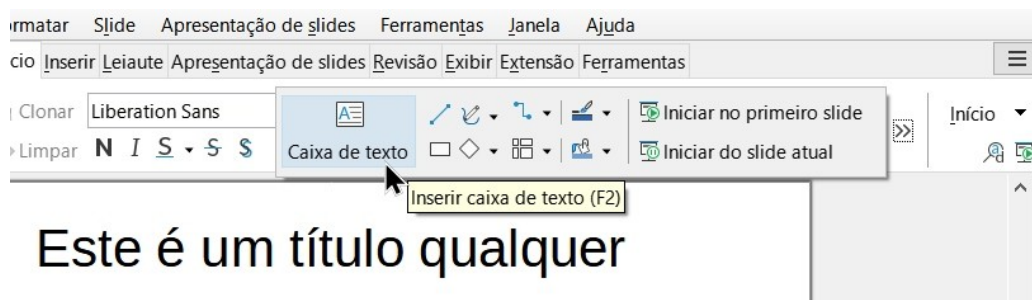 ormatar Slide Apresentação de slides Ferramentas Janela Ajuda
cio Inserir Leiaute Apresentação de slides Revisão Exibir Extensão Ferramentas
Clonar Liberation Sans Iniciar no primeiro slide Início
Limpar N I S S S Caixa de texto Iniciar do slide atual
Inserir caixa de texto (F2)
Este é um título qualquer